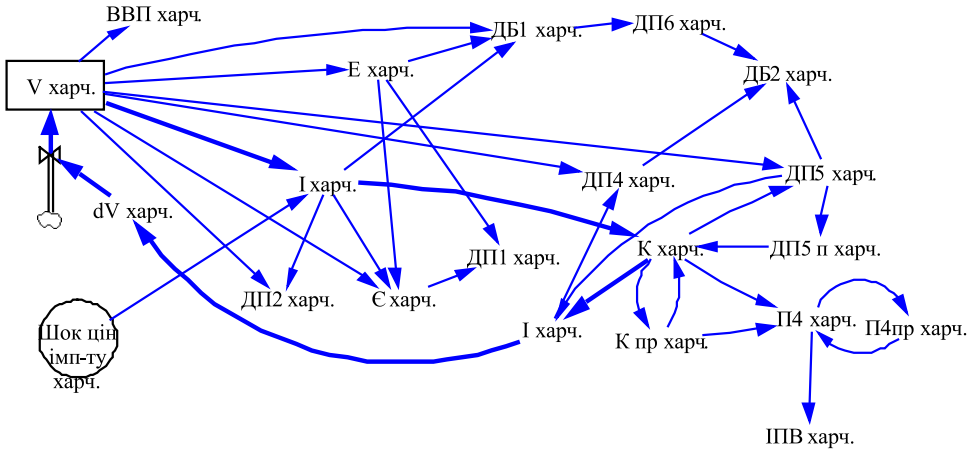 ВВП харч.
ДБ1 харч.
ДП6 харч.
Е харч.
ДБ2 харч.
V харч.
І харч.
ДП4 харч.
ДП5 харч.
dV харч.
К харч.
ДП5 п харч.
ДП1 харч.
ДП2 харч.
Є харч.
І харч.
К пр харч.
П4 харч.
П4пр харч.
Шок цін
імп-ту
харч.
ІПВ харч.